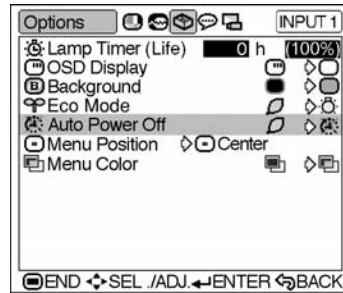 Options INPUT 1
Lamp Timer (Life) 0 h (100%)
OSD Display
B Background
Eco Mode
Auto Power Off
Menu Position Center
Menu Color
END SEL./ADJ. ENTER BACK